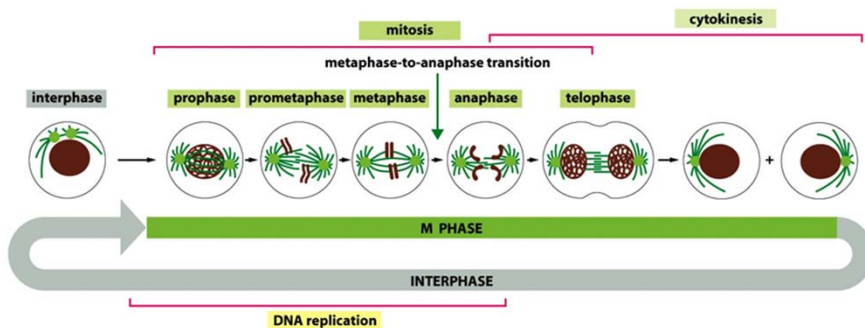 mitosis
cytokinesis
metaphase-to-anaphase transition
interphase
prophase
prometaphase
metaphase
anaphase
telophase
+
M PHASE
INTERPHASE
DNA replication